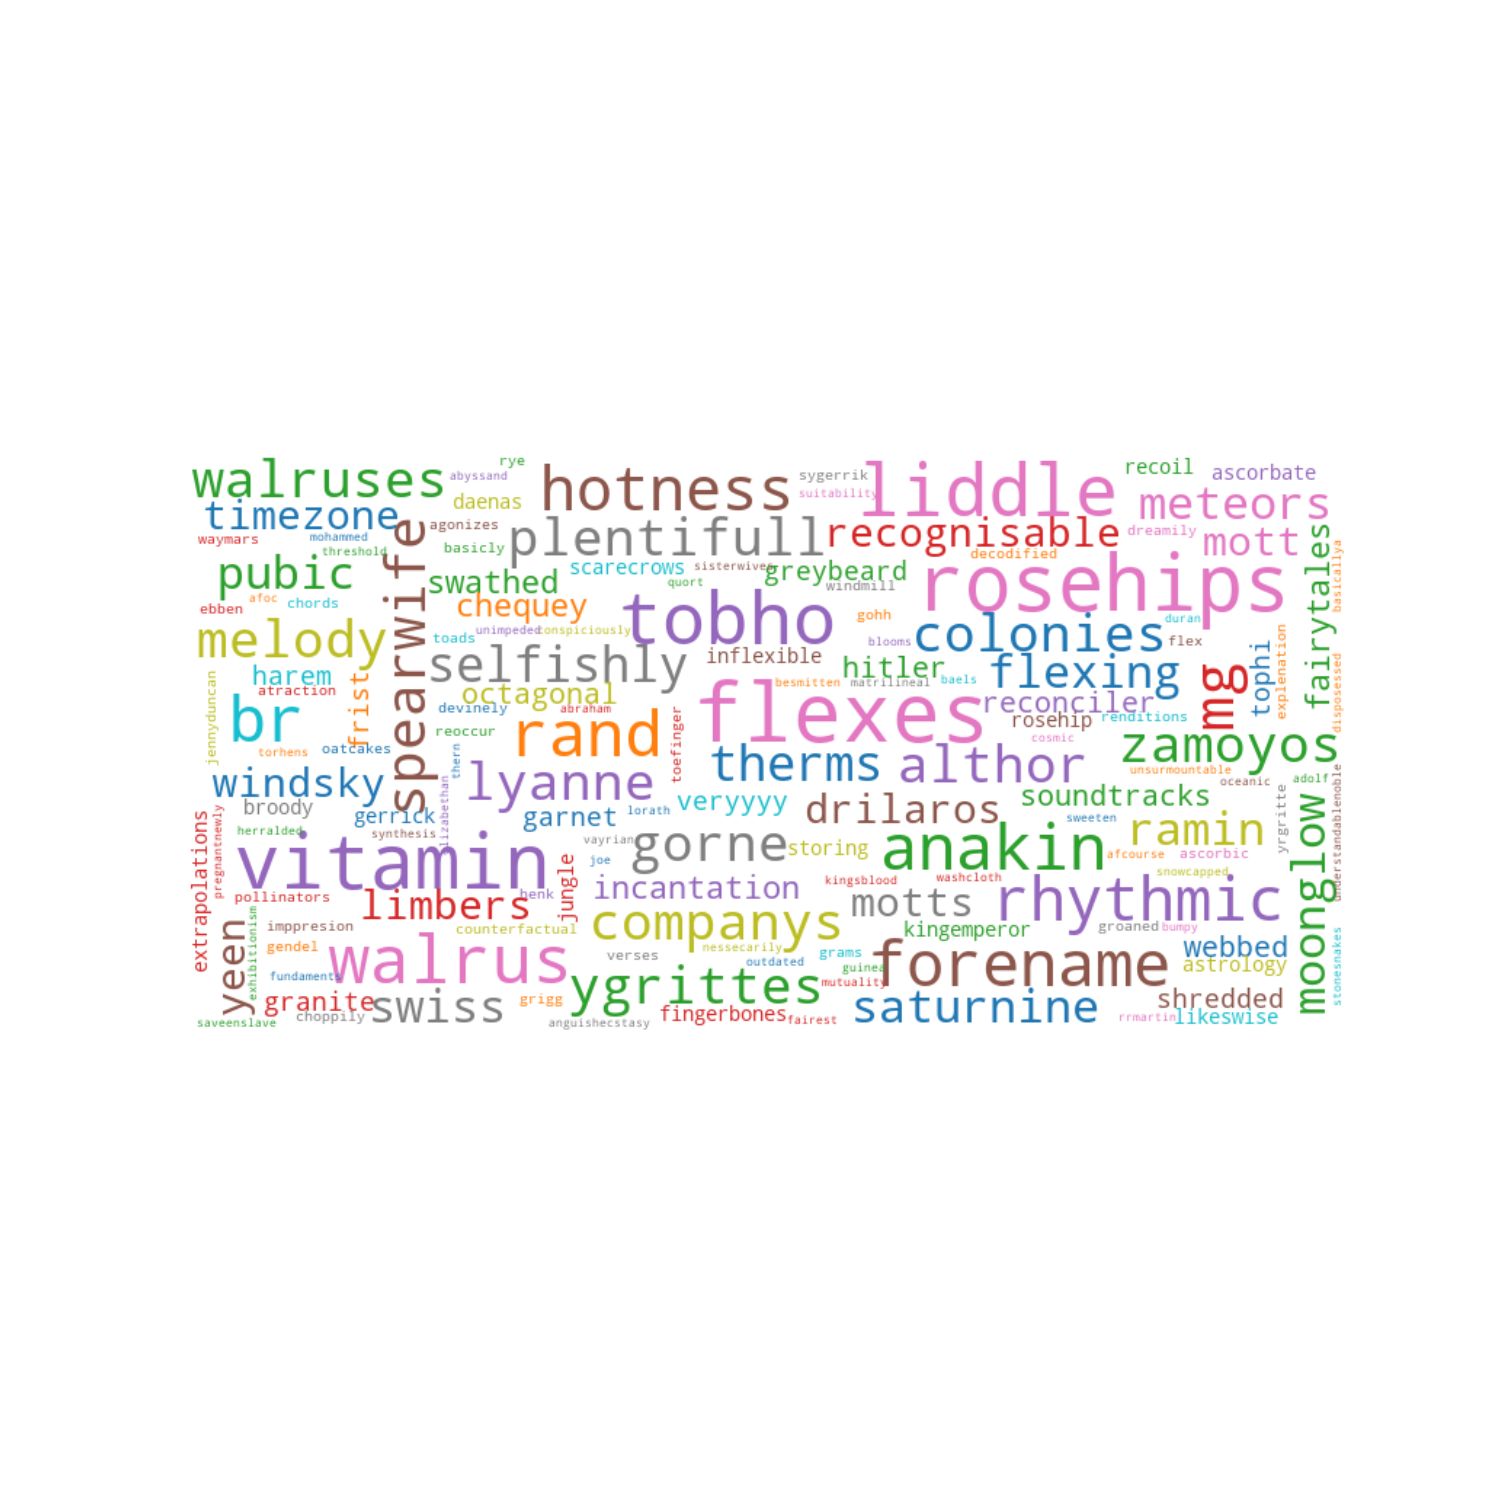 rye
walruses
abyssand
hotness
sygerrik
liddle
recoil
ascorbate
suitability
meteors
daenas
timezone
agonizes
plentifull
recognisable
dreamily
mott
waymars
mohammed
threshold
basicly
decodified
spearwife
fairytales
basicallya
pubic
swathed
scarecrows
sisterwives
greybeard
quort
windmill
rosehips
ebben
afoc
chords
chequey
tobho
gohh
duran
melody
toads
unimpeded
conspiciously
blooms
colonies
flex
selfishly
inflexible
hitler
flexing
harem
atraction
frist
octagonal
besmitten
matrilineal
baels
mg
tophi
explenation
disposessed
jennyduncan
br
devinely
abraham
flexes
reconciler
rosehip
renditions
reoccur
rand
toefinger
cosmic
torhens
oatcakes
thern
zamoyos
windsky
lyanne
therms
althor
unsurmountable
oceanic
adolf
broody
gerrick
garnet
lorath
veryyyy
drilaros
soundtracks
sweeten
yrgritte
understandablenoble
extrapolations
pregnantnewly
herralded
synthesis
elizabethan
vayrian
gorne
storing
anakin
ramin
afcourse
ascorbic
moonglow
vitamin
joe
jungle
snowcapped
pollinators
henk
incantation
kingsblood
washcloth
limbers
companys
motts
rhythmic
yeen
exhibitionism
imppresion
counterfactual
kingemperor
groaned
bumpy
gendel
walrus
verses
nessecarily
grams
forename
webbed
stonesnakes
fundaments
outdated
guinea
astrology
ygrittes
mutuality
granite
swiss
grigg
saturnine
shredded
saveenslave
choppily
anguishecstasy
fingerbones
fairest
rrmartin
likeswise